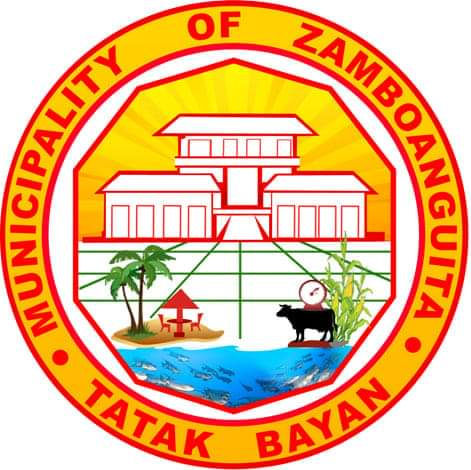 MUNICIPALITY OF ZAMBOANGUITA
TATAK BAYAN